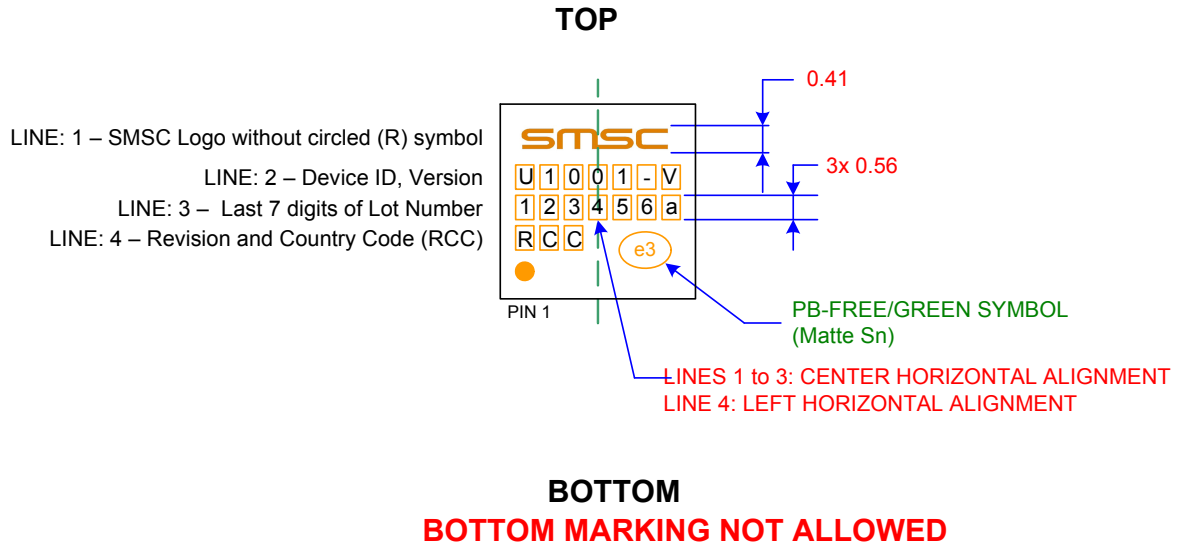 TOP
0.41
LINE: 1 – SMSC Logo without circled (R) symbol
smsc
3x 0.56
LINE: 2 – Device ID, Version
U1001-V
LINE: 3 – Last 7 digits of Lot Number
123456a
LINE: 4 – Revision and Country Code (RCC)
RCC
e3
PIN 1
PB-FREE/GREEN SYMBOL
(Matte Sn)
LINES 1 to 3: CENTER HORIZONTAL ALIGNMENT
LINE 4: LEFT HORIZONTAL ALIGNMENT
BOTTOM
BOTTOM MARKING NOT ALLOWED